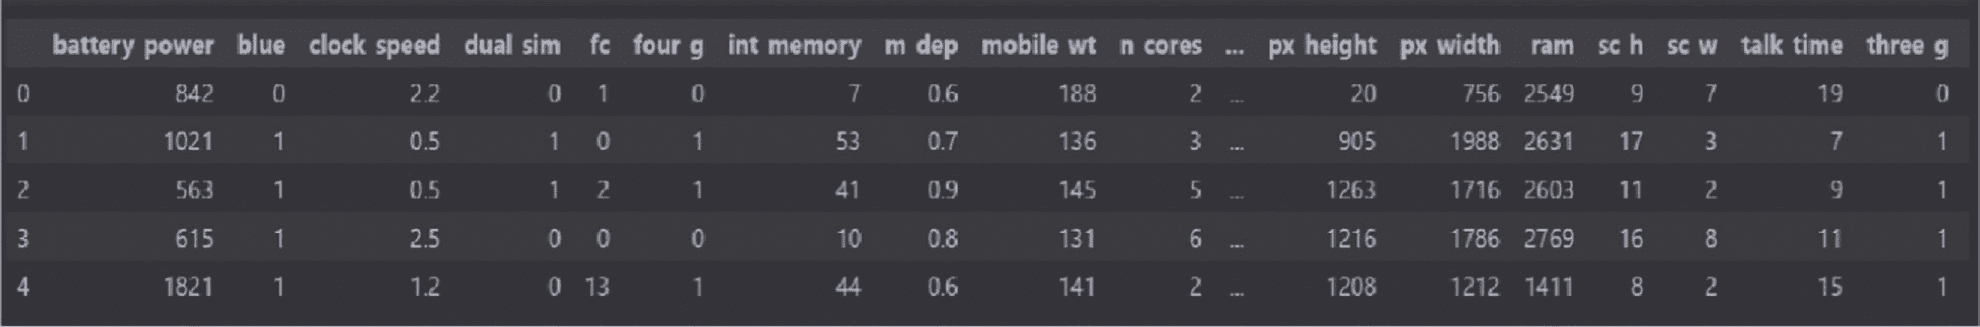 battery power blue clock speed dual sim fc four g int memory m dep mobile wt n cores ... px height px width ram sc h sc w talk time three g
0 842 0 2.2 0 1 0 7 0.6 188 2 ... 20 756 2549 9 7 19 0
1 1021 1 0.5 1 0 1 53 0.7 136 3 ... 905 1988 2631 17 3 7 1
2 563 1 0.5 1 2 1 41 0.9 145 5 ... 1263 1716 2603 11 2 9 1
3 615 1 2.5 0 0 0 10 0.8 131 6 ... 1216 1786 2769 16 8 11 1
4 1821 1 1.2 0 13 1 44 0.6 141 2 ... 1208 1212 1411 8 2 15 1